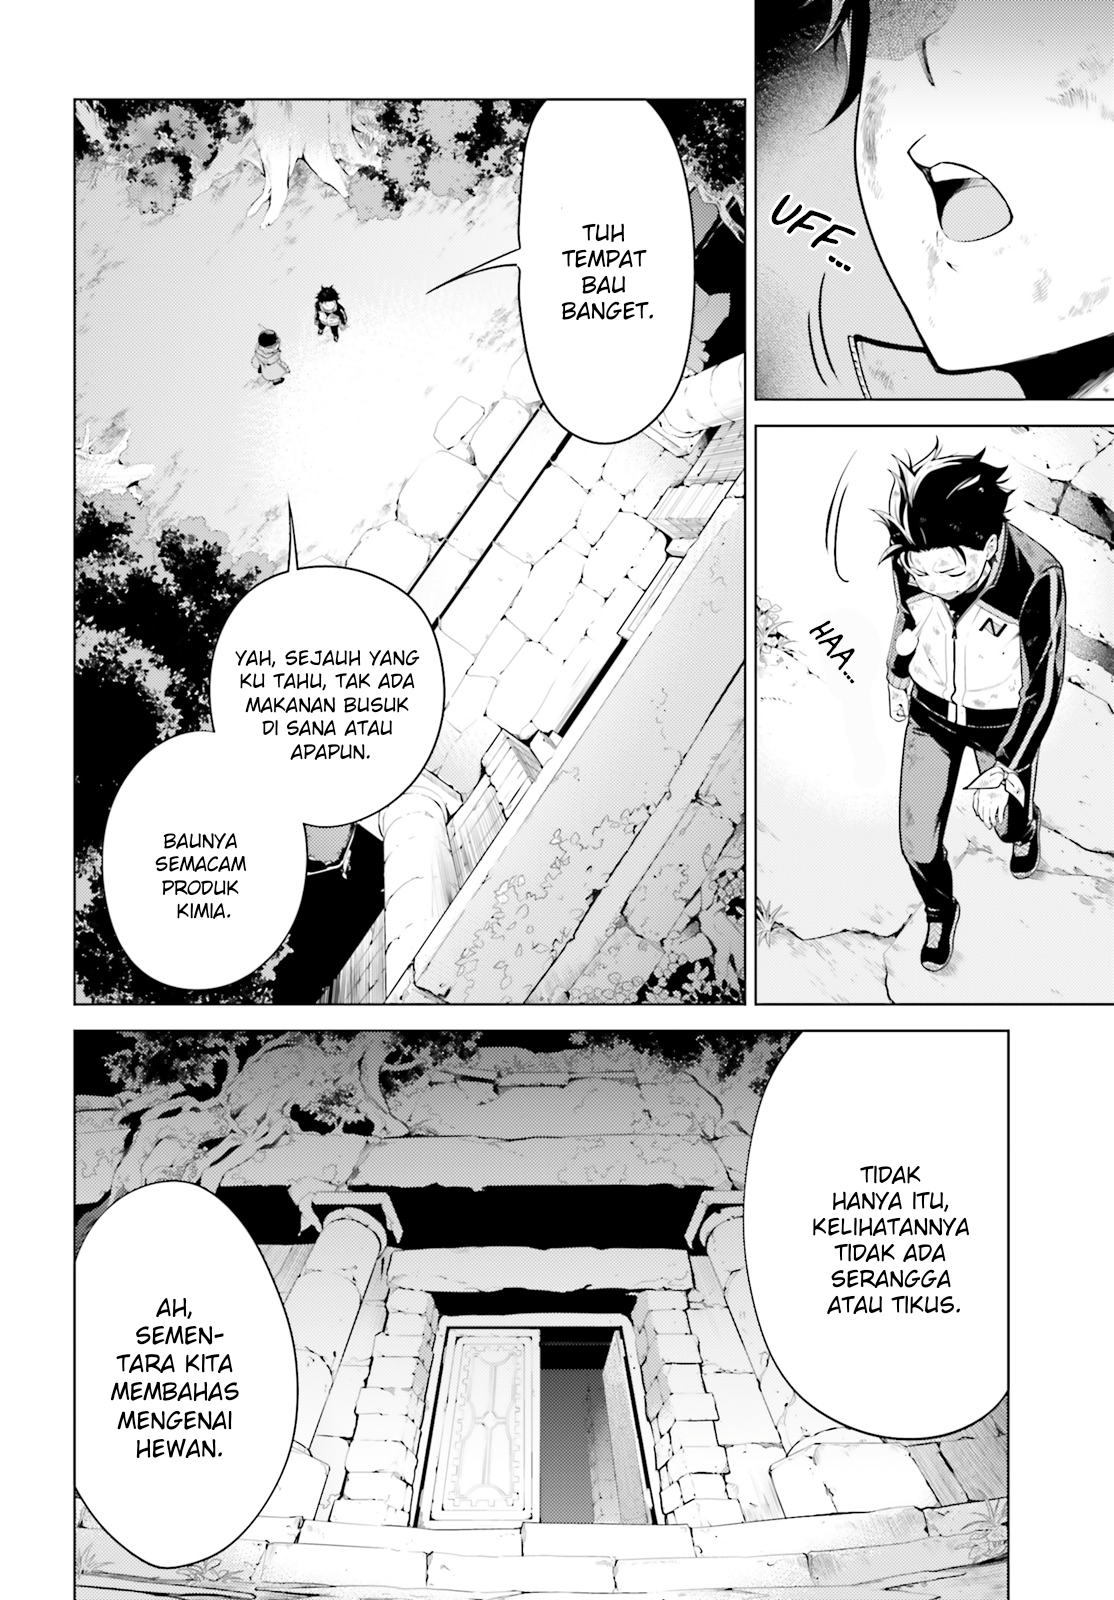 UFF...
HAA...
N
TUH
TEMPAT
BAU
BANGET.
YAH, SEJAUH YANG
KU TAHU, TAK ADA
MAKANAN BUSUK
DI SANA ATAU
APAPUN.
BAUNYA
SEMACAM
PRODUK
KIMIA.
TIDAK
HANYA ITU,
KELIHATANNYA
TIDAK ADA
SERANGGA
ATAU TIKUS.
AH,
SEMEN-
TARA KITA
MEMBAHAS
MENGENAI
HEWAN.